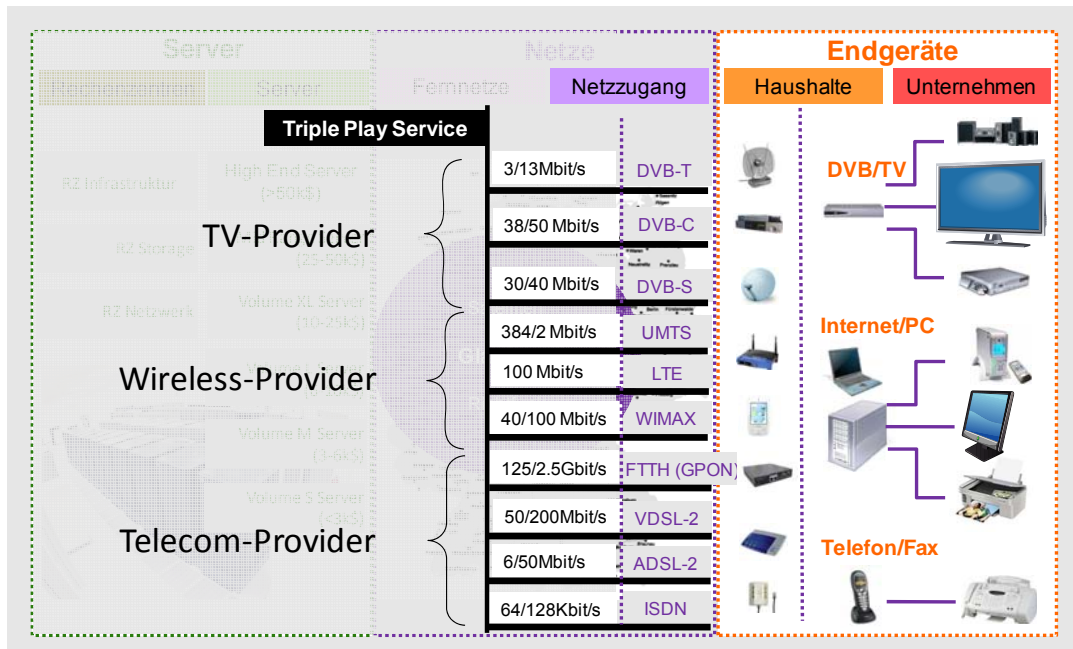 Server
Netze
Endgeräte
Rechenzentren
Server
Fernnetze
Netzzugang
Haushalte
Unternehmen
Triple Play Service
TV-Provider
3/13Mbit/s
DVB-T
38/50 Mbit/s
DVB-C
30/40 Mbit/s
DVB-S
Wireless-Provider
384/2 Mbit/s
UMTS
100 Mbit/s
LTE
40/100 Mbit/s
WIMAX
Telecom-Provider
125/2.5Gbit/s
FTTH (GPON)
50/200Mbit/s
VDSL-2
6/50Mbit/s
ADSL-2
64/128Kbit/s
ISDN
RZ Infrastruktur
RZ Storage
RZ Netzwerk
High End Server
(>50k$)
(25-50k$)
Volume XL Server
(10-25k$)
Volume M Server
(3-6k$)
Volume S Server
(<3k$)
DVB/TV
Internet/PC
Telefon/Fax